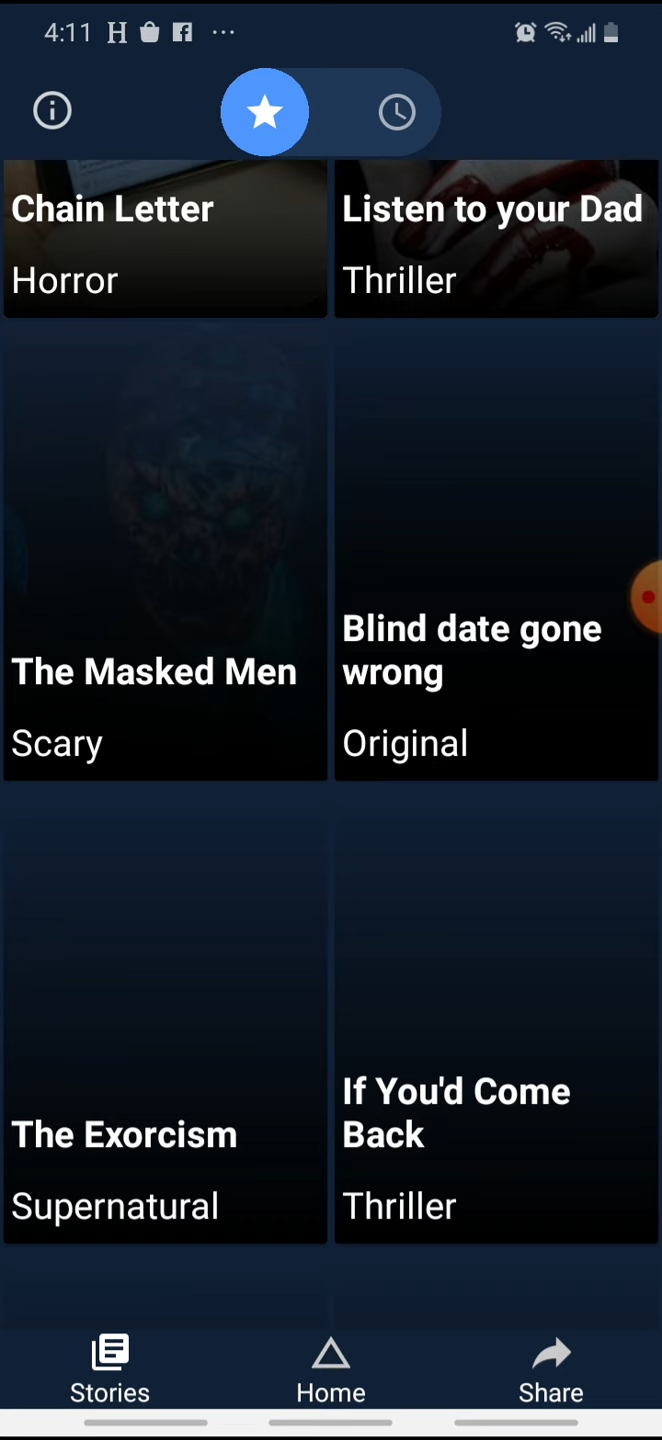 4:11 H
Chain Letter
Horror
Listen to your Dad
Thriller
The Masked Men
Scary
Blind date gone
wrong
Original
The Exorcism
Supernatural
If You'd Come
Back
Thriller
Stories
Home
Share